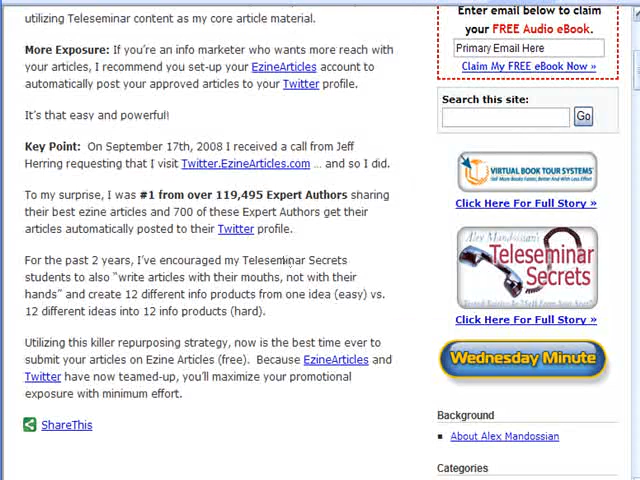 utilizing Teleseminar content as my core article material.
More Exposure: If you're an info marketer who wants more reach with
your articles, I recommend you set-up your EzineArticles account to
automatically post your approved articles to your Twitter profile.
It's that easy and powerful!
Key Point: On September 17th, 2008 I received a call from Jeff
Herring requesting that I visit Twitter.EzineArticles.com ... and so I did.
To my surprise, I was #1 from over 119,495 Expert Authors sharing
their best ezine articles and 700 of these Expert Authors get their
articles automatically posted to their Twitter profile.
For the past 2 years, I've encouraged my Teleseminar Secrets
students to also "write articles with their mouths, not with their
hands" and create 12 different info products from one idea (easy) vs.
12 different ideas into 12 info products (hard).
Utilizing this killer repurposing strategy, now is the best time ever to
submit your articles on Ezine Articles (free). Because EzineArticles and
Twitter have now teamed-up, you'll maximize your promotional
exposure with minimum effort.
ShareThis
Enter email below to claim
your FREE Audio eBook.
Primary Email Here
Claim My FREE eBook Now »
Search this site:
Go
VIRTUAL BOOK TOUR SYSTEMS
Click Here For Full Story »
Alex Mandossian's
Teleseminar
Secrets
Click Here For Full Story »
Wednesday Minute
Background
About Alex Mandossian
Categories